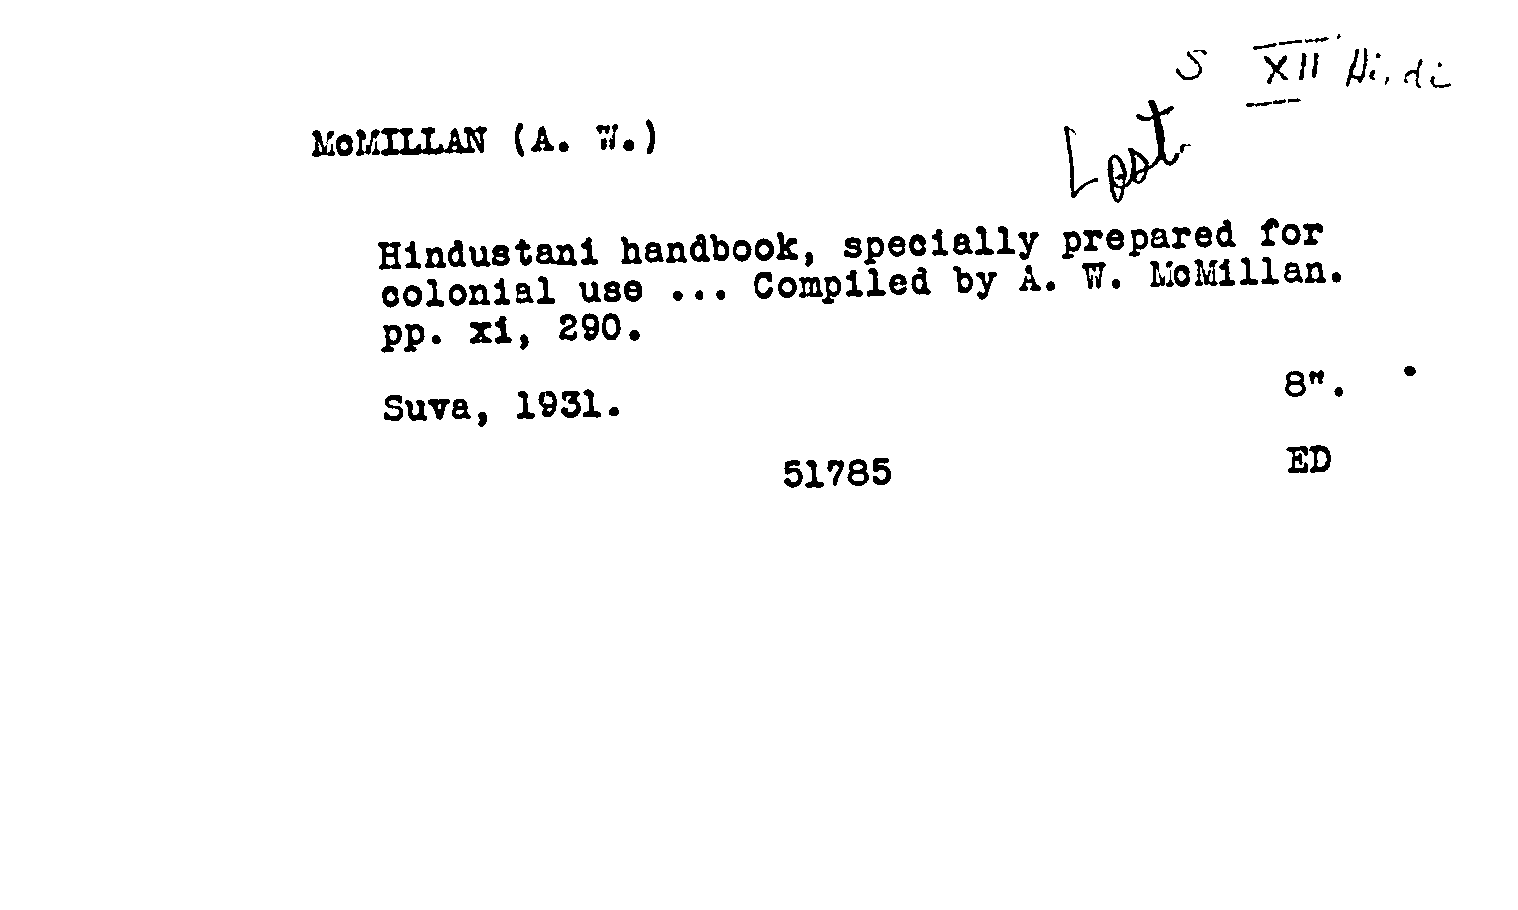 S XII Hindi
McMILLAN (A. W.)
Lost.
Hindustani handbook, specially prepared for
colonial use ... Compiled by A. W. McMillan.
pp. xi, 290.
8".
Suva, 1931.
51785 ED